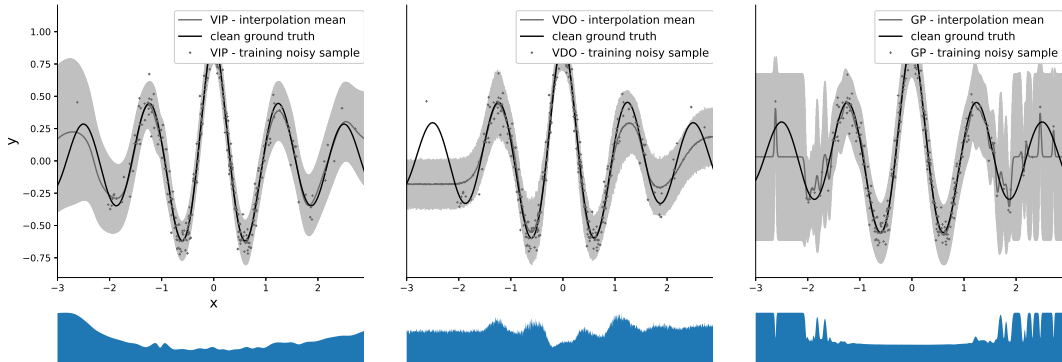 VIP - interpolation mean
clean ground truth
VIP - training noisy sample
VDO - interpolation mean
clean ground truth
VDO - training noisy sample
GP - interpolation mean
clean ground truth
GP - training noisy sample
1.00
0.75
0.50
0.25
0.00
−0.25
−0.50
−0.75
y
−3 −2 −1 0 1 2
−3 −2 −1 0 1 2
−3 −2 −1 0 1 2
x